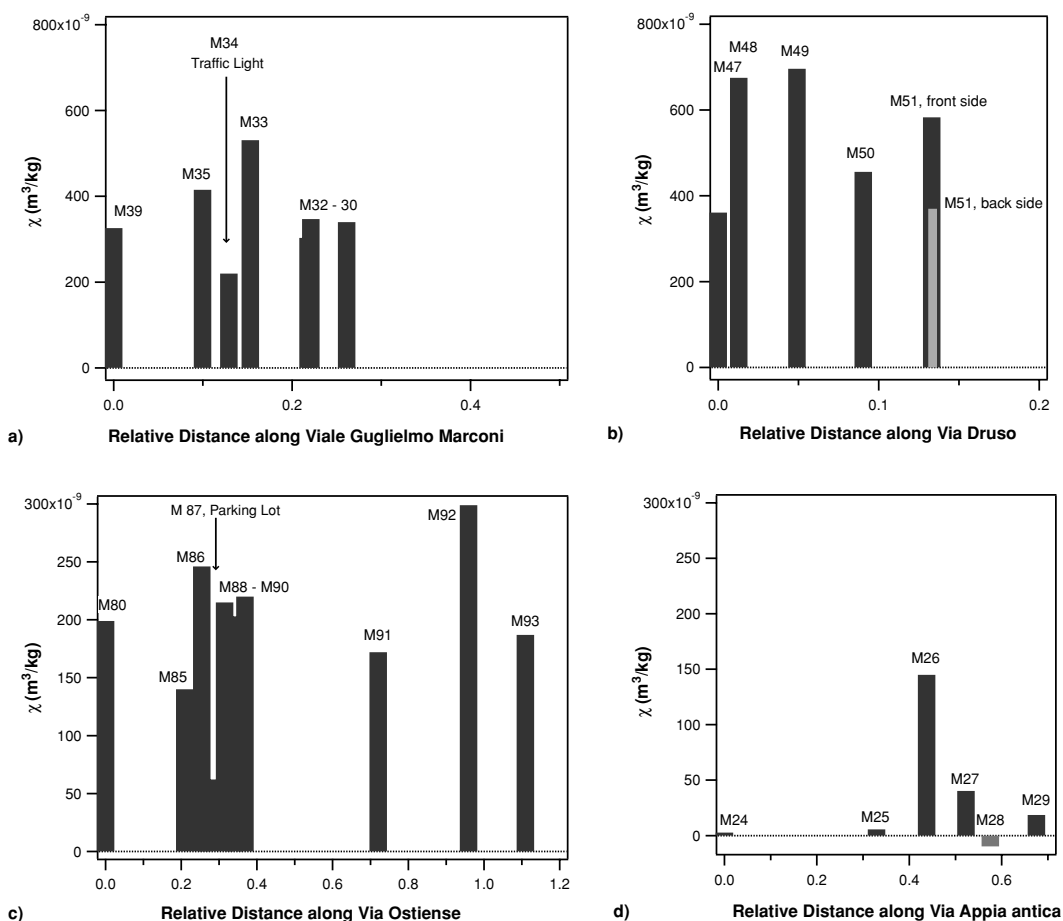 800x10⁻⁹
600
400
200
0
χ (m³/kg)
M39
M35
M34
Traffic Light
M33
M32 - 30
0.0
0.2
0.4
a)
Relative Distance along Viale Guglielmo Marconi
800x10⁻⁹
600
400
200
0
χ (m³/kg)
M47
M48
M49
M50
M51, front side
M51, back side
0.0
0.1
0.2
b)
Relative Distance along Via Druso
300x10⁻⁹
250
200
150
100
50
0
χ (m³/kg)
M80
M85
M86
M 87, Parking Lot
M88 - M90
M91
M92
M93
0.0
0.2
0.4
0.6
0.8
1.0
1.2
c)
Relative Distance along Via Ostiense
300x10⁻⁹
250
200
150
100
50
0
χ (m³/kg)
M24
M25
M26
M27
M28
M29
0.0
0.2
0.4
0.6
d)
Relative Distance along Via Appia antica